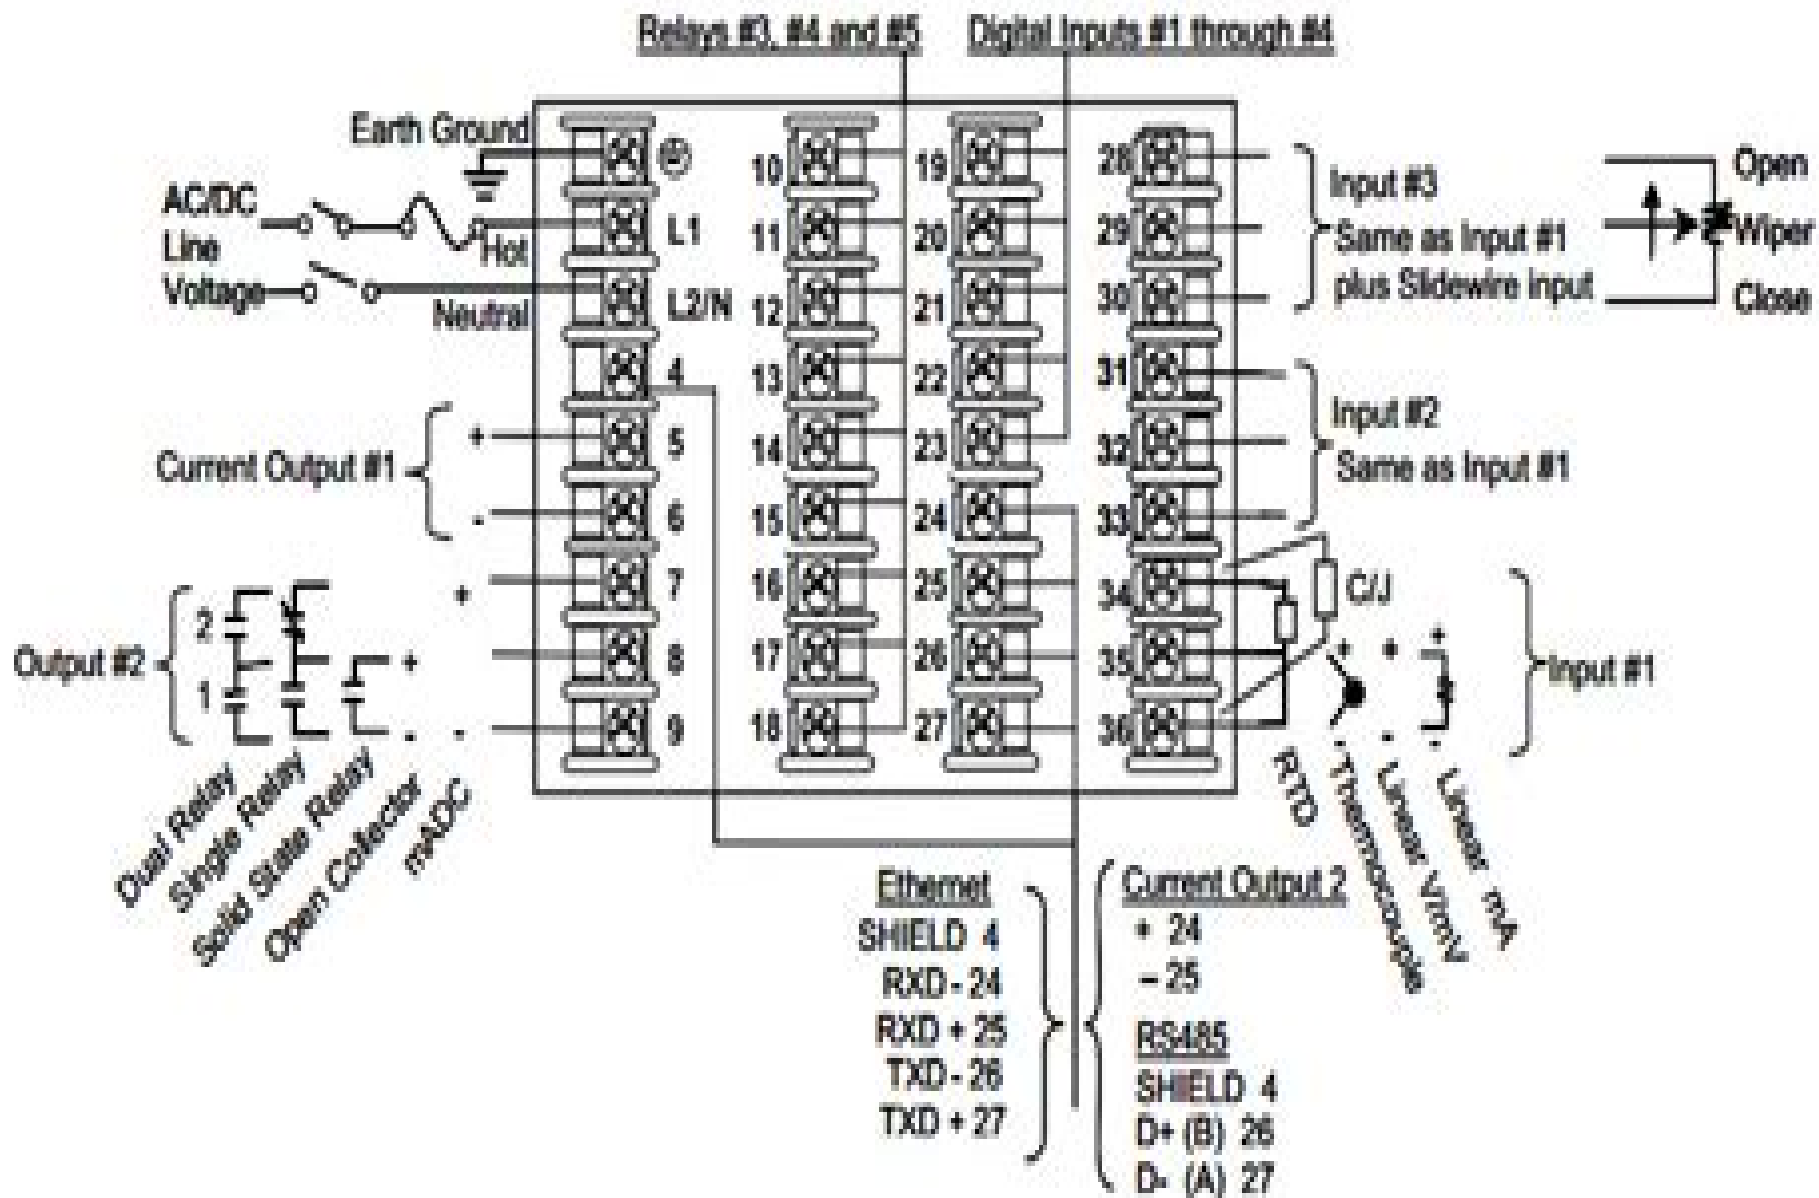 Relays #3, #4 and #5
Digital Inputs #1 through #4
Earth Ground
AC/DC
Line
Voltage
Hot
Neutral
L1
L2/N
4
5
6
7
8
9
10
11
12
13
14
15
16
17
18
19
20
21
22
23
24
25
26
27
28
29
30
31
32
33
34
35
36
Current Output #1
+
-
Output #2
2
1
+
-
+
-
Dual Relay
Single Relay
Solid State Relay
Open Collector
mADC
Input #3
Same as Input #1
plus Slidewire input
Open
Wiper
Close
Input #2
Same as Input #1
C/J
Input #1
+
+
+
-
-
-
RTD
Thermocouple
Linear V/mV
Linear mA
Ethernet
SHIELD 4
RXD - 24
RXD + 25
TXD - 26
TXD + 27
Current Output 2
+ 24
– 25
RS485
SHIELD 4
D+ (B) 26
D- (A) 27